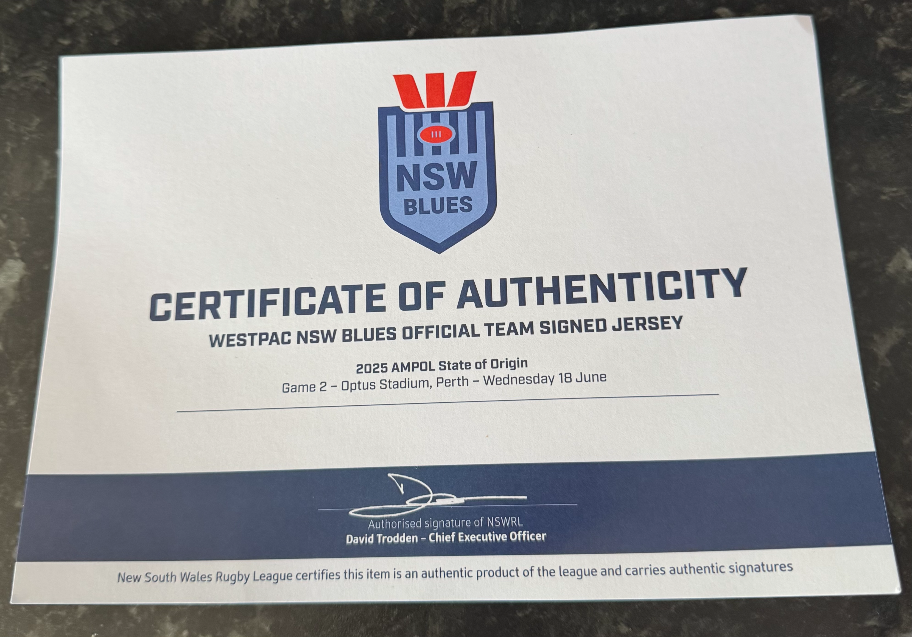 NSW
BLUES
CERTIFICATE OF AUTHENTICITY
WESTPAC NSW BLUES OFFICIAL TEAM SIGNED JERSEY
2025 AMPOL State of Origin
Game 2 – Optus Stadium, Perth – Wednesday 18 June
Authorised signature of NSWRL
David Trodden – Chief Executive Officer
New South Wales Rugby League certifies this item is an authentic product of the league and carries authentic signatures